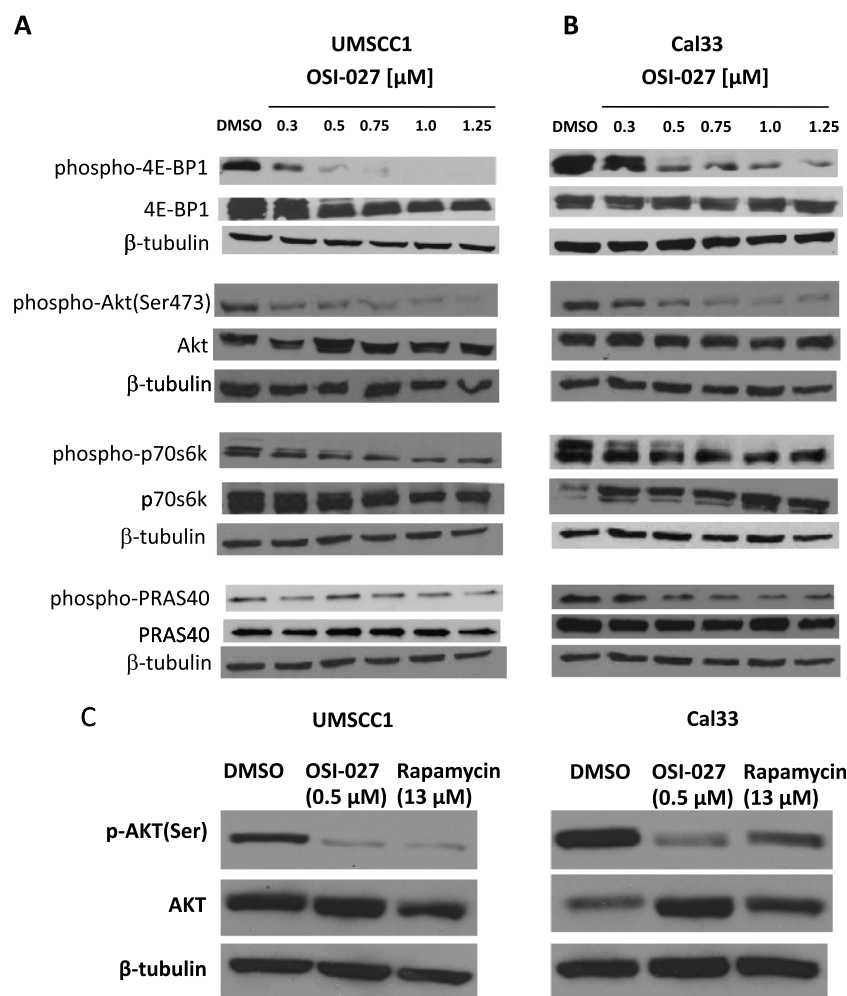 A
B
UMSCC1
Cal33
OSI-027 [µM]
OSI-027 [µM]
DMSO 0.3 0.5 0.75 1.0 1.25
DMSO 0.3 0.5 0.75 1.0 1.25
phospho-4E-BP1
4E-BP1
β-tubulin
phospho-Akt(Ser473)
Akt
β-tubulin
phospho-p70s6k
p70s6k
β-tubulin
phospho-PRAS40
PRAS40
β-tubulin
C
UMSCC1
Cal33
DMSO OSI-027 Rapamycin
(0.5 µM) (13 µM)
DMSO OSI-027 Rapamycin
(0.5 µM) (13 µM)
p-AKT(Ser)
AKT
β-tubulin